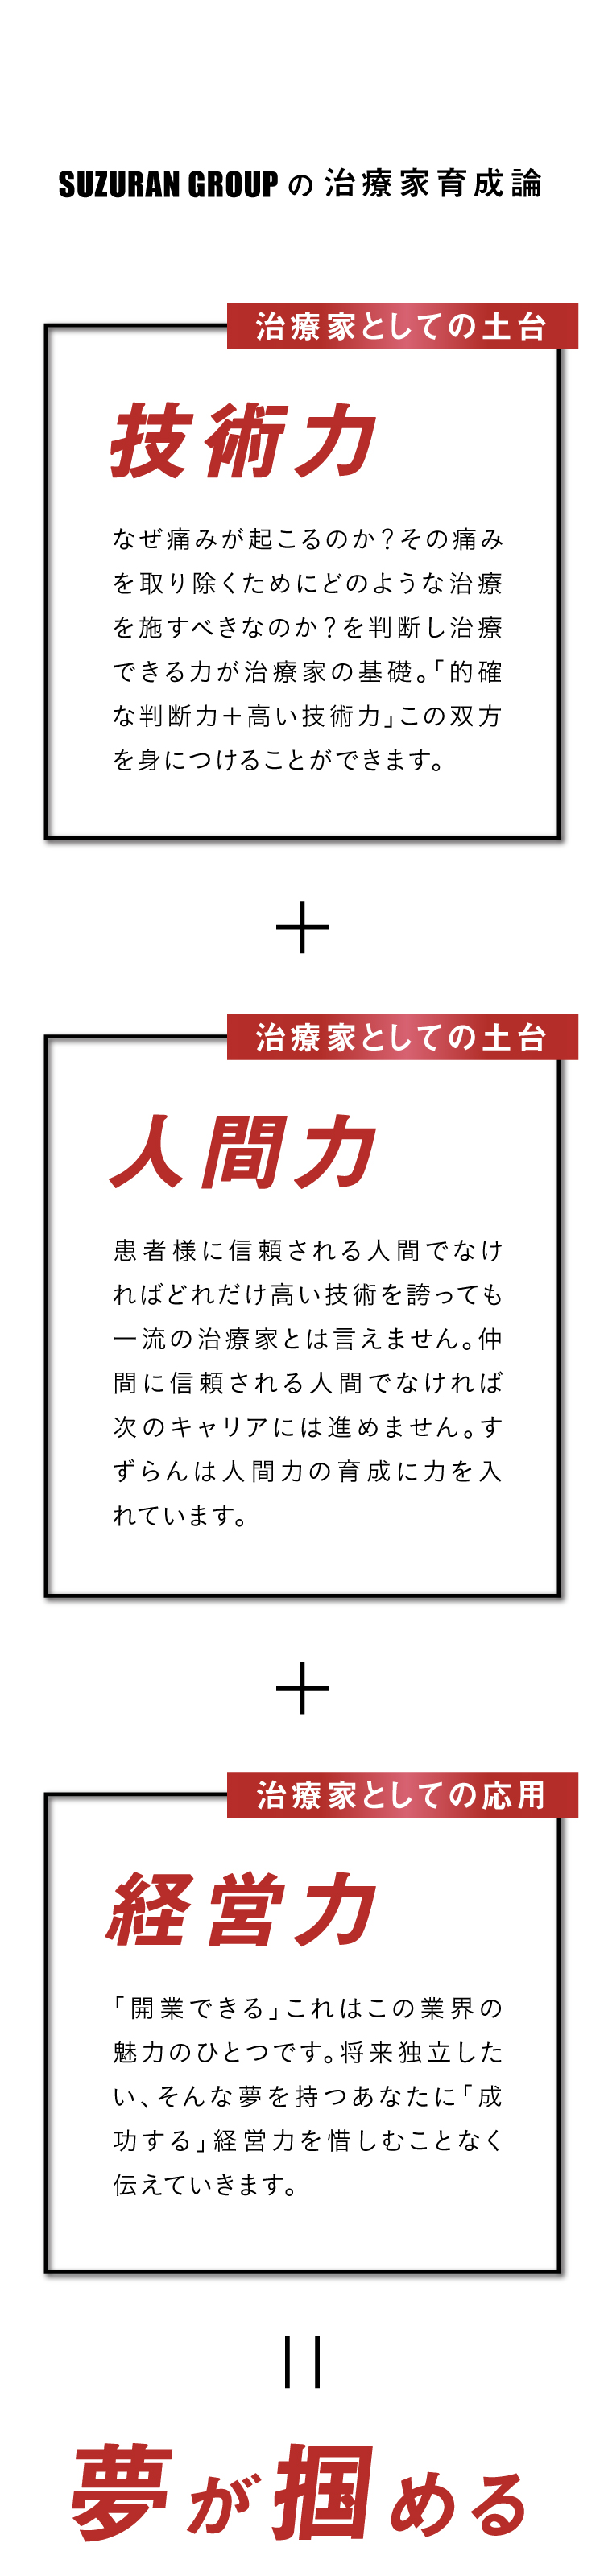 SUZURAN GROUPの治療家育成論
治療家としての土台
技術力
なぜ痛みが起こるのか？その痛み
を取り除くためにどのような治療
を施すべきなのか？を判断し治療
できる力が治療家の基礎。「的確
な判断力＋高い技術力」この双方
を身につけることができます。
＋
治療家としての土台
人間力
患者様に信頼される人間でなけ
ればどれだけ高い技術を誇っても
一流の治療家とは言えません。仲
間に信頼される人間でなければ
次のキャリアには進めません。す
ずらんは人間力の育成に力を入
れています。
＋
治療家としての応用
経営力
「開業できる」これはこの業界の
魅力のひとつです。将来独立した
い、そんな夢を持つあなたに「成
功する」経営力を惜しむことなく
伝えていきます。
||
夢が掴める